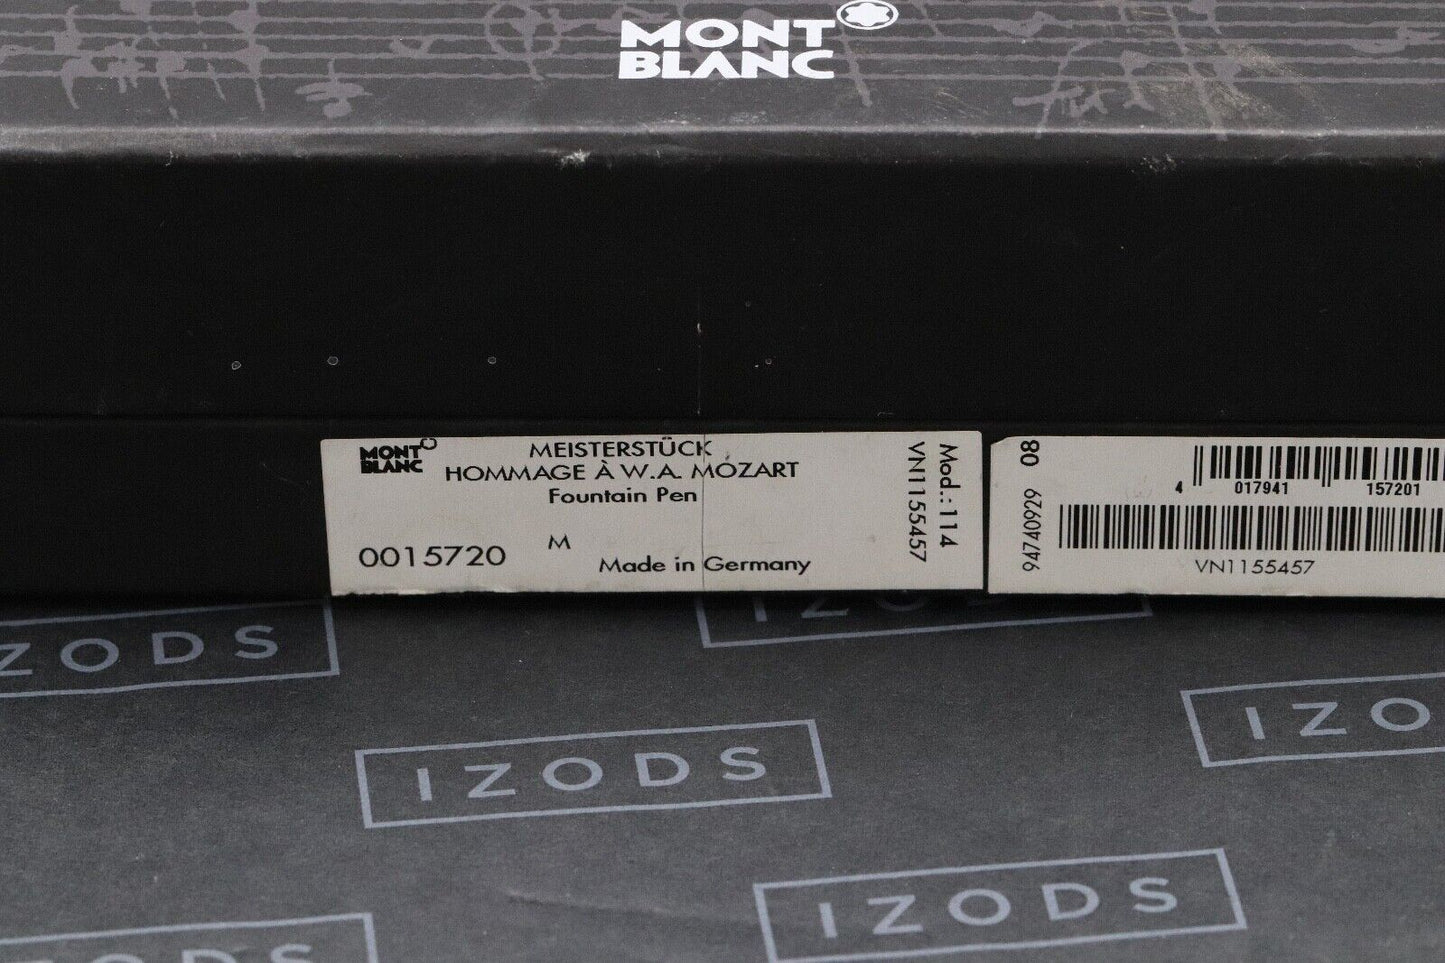 MONT
BLANC
MONT
BLANC
MEISTERSTÜCK
HOMMAGE À W.A. MOZART
Fountain Pen
0015720
M
Made in Germany
Mod.:114
VN1155457
94740929
08
4 017941 157201
VN1155457
IZODS
IZODS
IZO
IZODS
IZODS